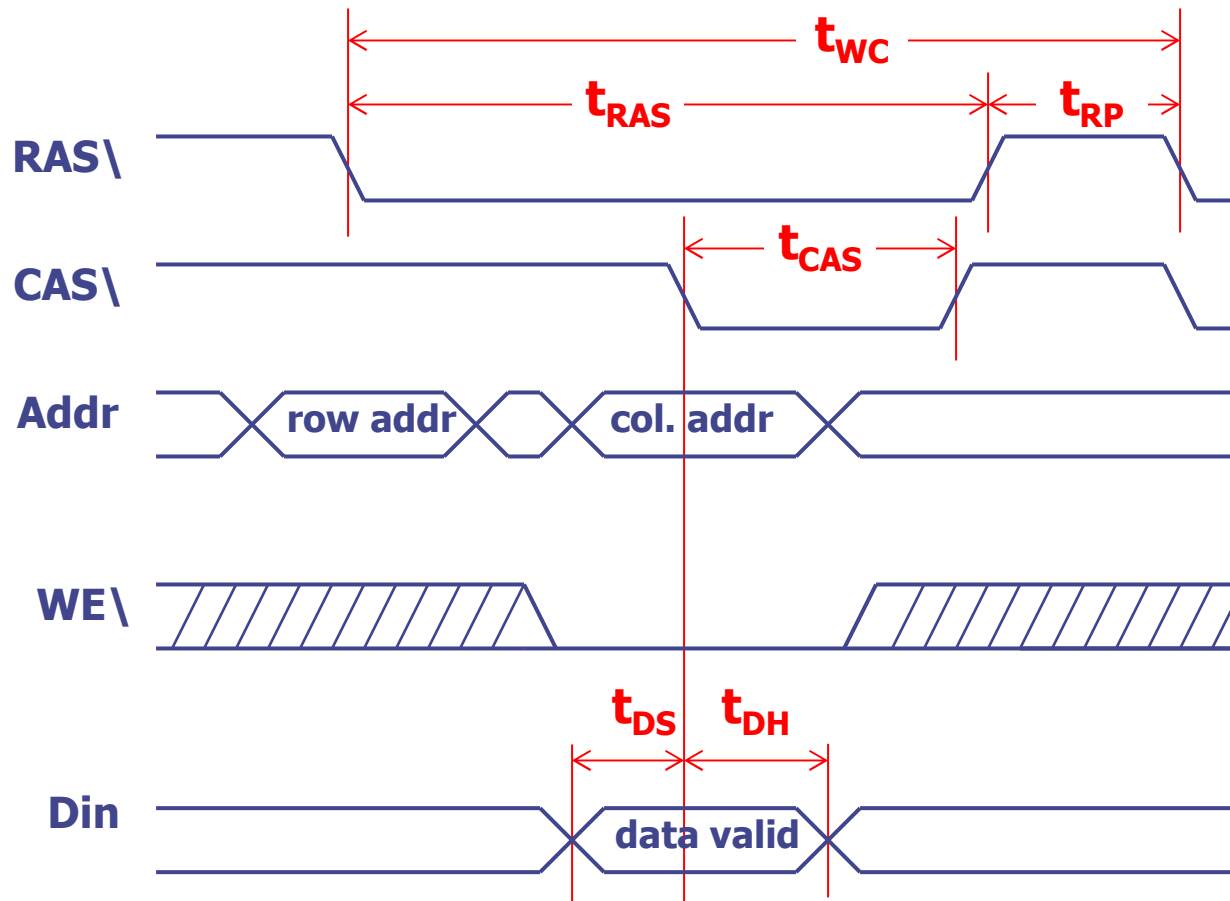 tWC
tRAS
tRP
RAS\
tCAS
CAS\
Addr
row addr
col. addr
WE\
tDS
tDH
Din
data valid